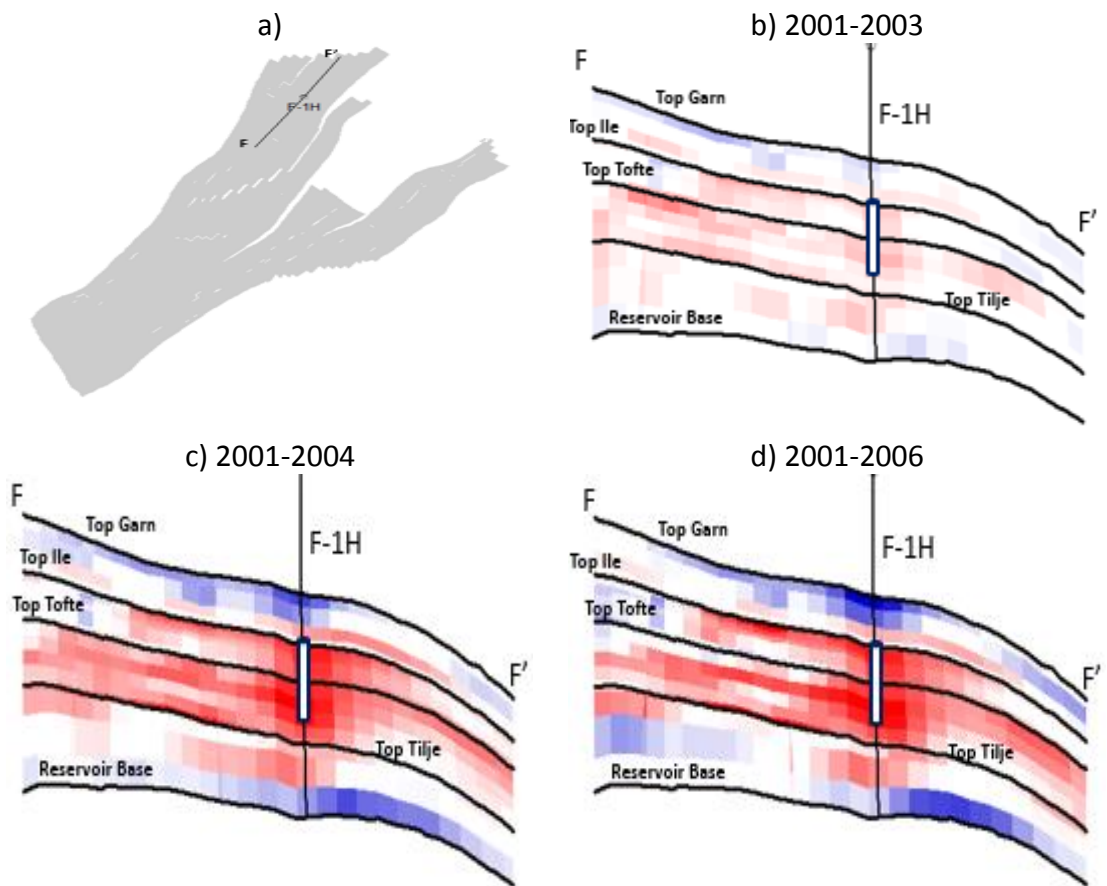 a)
F'
F-1H
F
b) 2001-2003
F
Top Garn
F-1H
Top Ile
Top Tofte
F'
Top Tilje
Reservoir Base
c) 2001-2004
F
Top Garn
F-1H
Top Ile
Top Tofte
F'
Top Tilje
Reservoir Base
d) 2001-2006
F
Top Garn
F-1H
Top Ile
Top Tofte
F'
Top Tilje
Reservoir Base